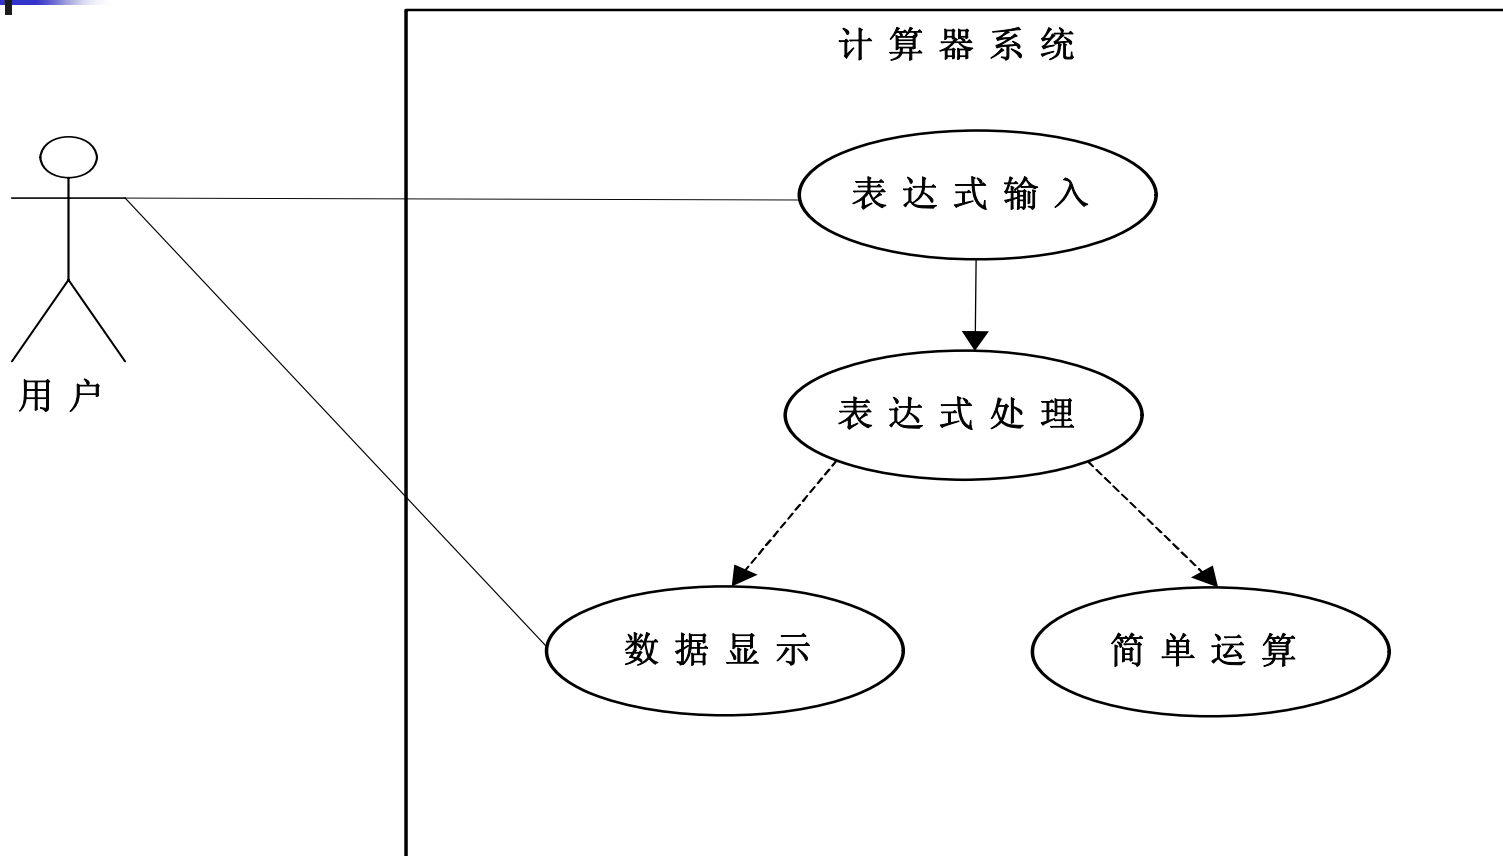 计算器系统
表达式输入
用户
表达式处理
数据显示
简单运算